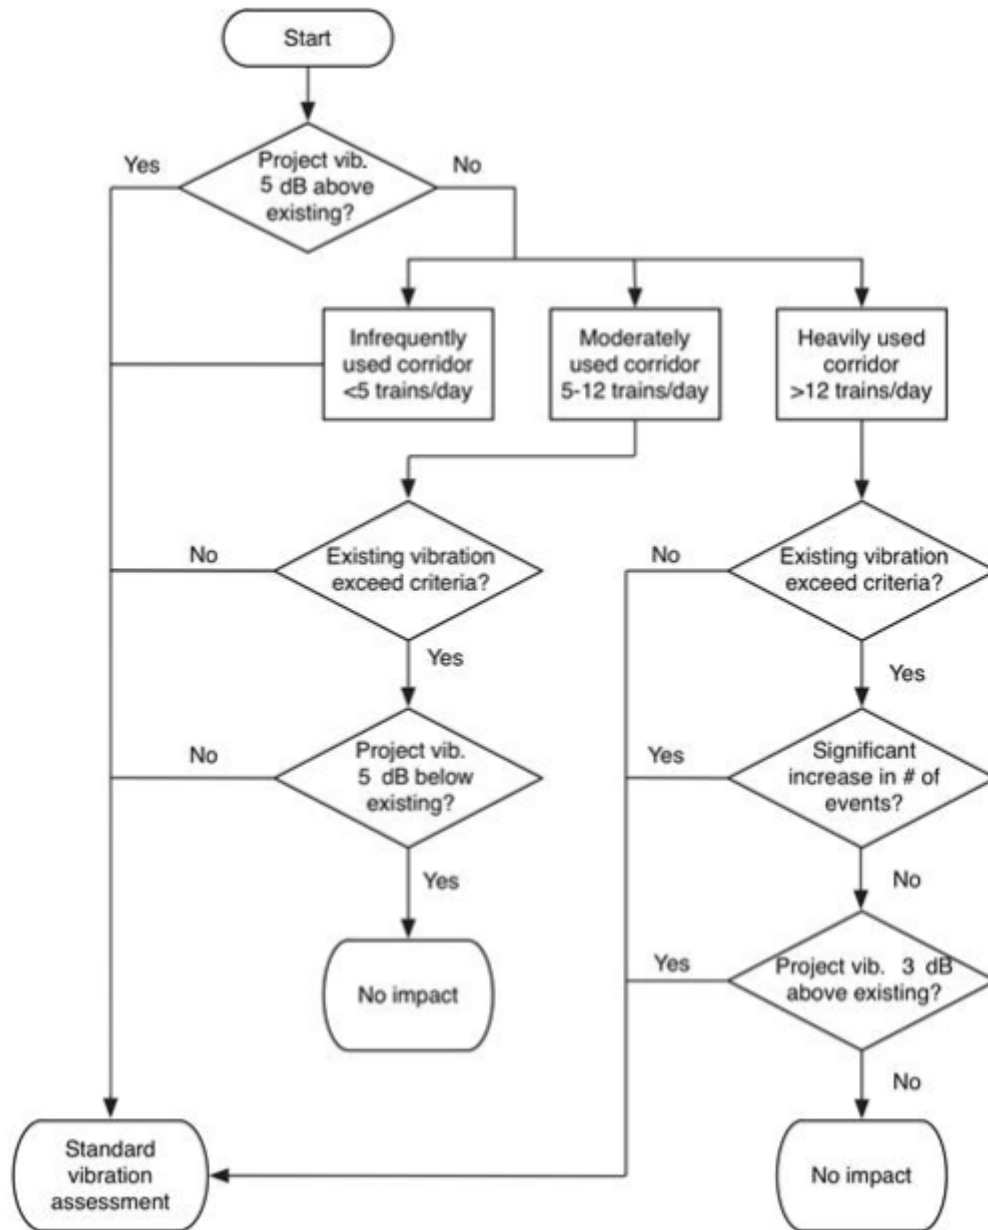 Start
Yes
No
Project vib.
5 dB above
existing?
Infrequently
used corridor
<5 trains/day
Moderately
used corridor
5-12 trains/day
Heavily used
corridor
>12 trains/day
No
Existing vibration
exceed criteria?
Yes
No
Existing vibration
exceed criteria?
Yes
No
Project vib.
5 dB below
existing?
Yes
Yes
Significant
increase in # of
events?
No
No impact
Yes
Project vib. 3 dB
above existing?
No
Standard
vibration
assessment
No impact